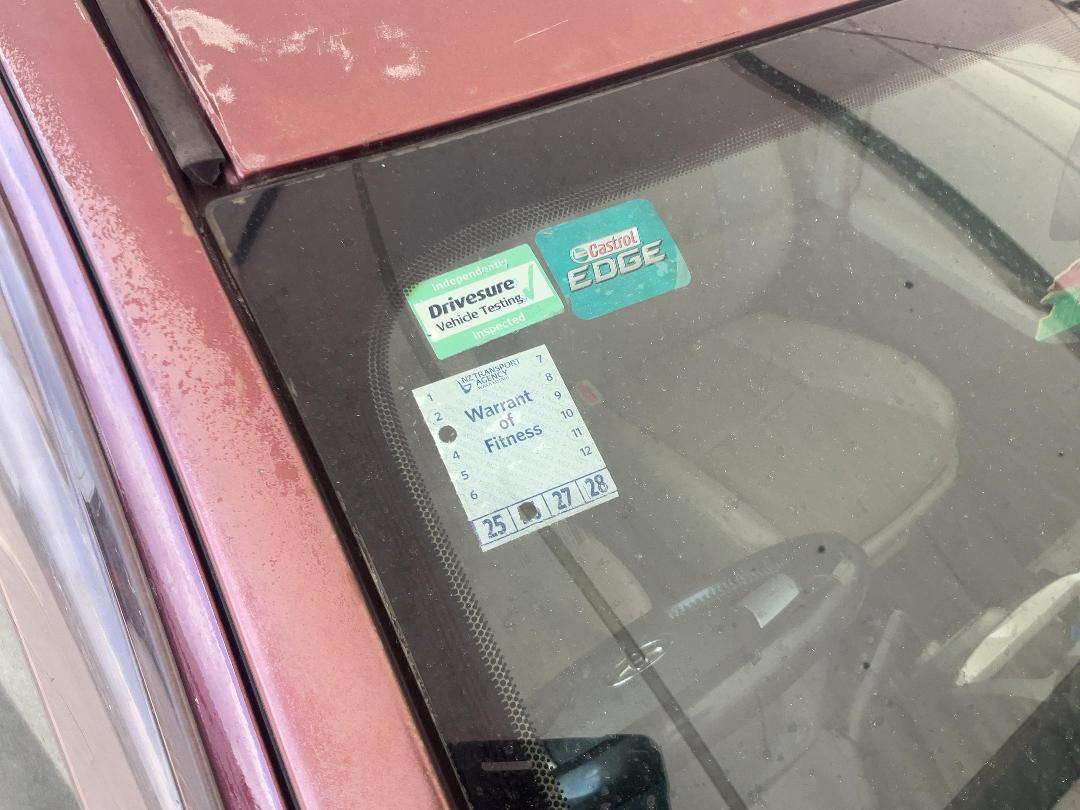 Castrol
EDGE
Independently
Drivesure
Vehicle Testing
Inspected
NZ TRANSPORT
AGENCY
Warrant
of
Fitness
1
2
4
5
6
7
8
9
10
11
12
25 27 28